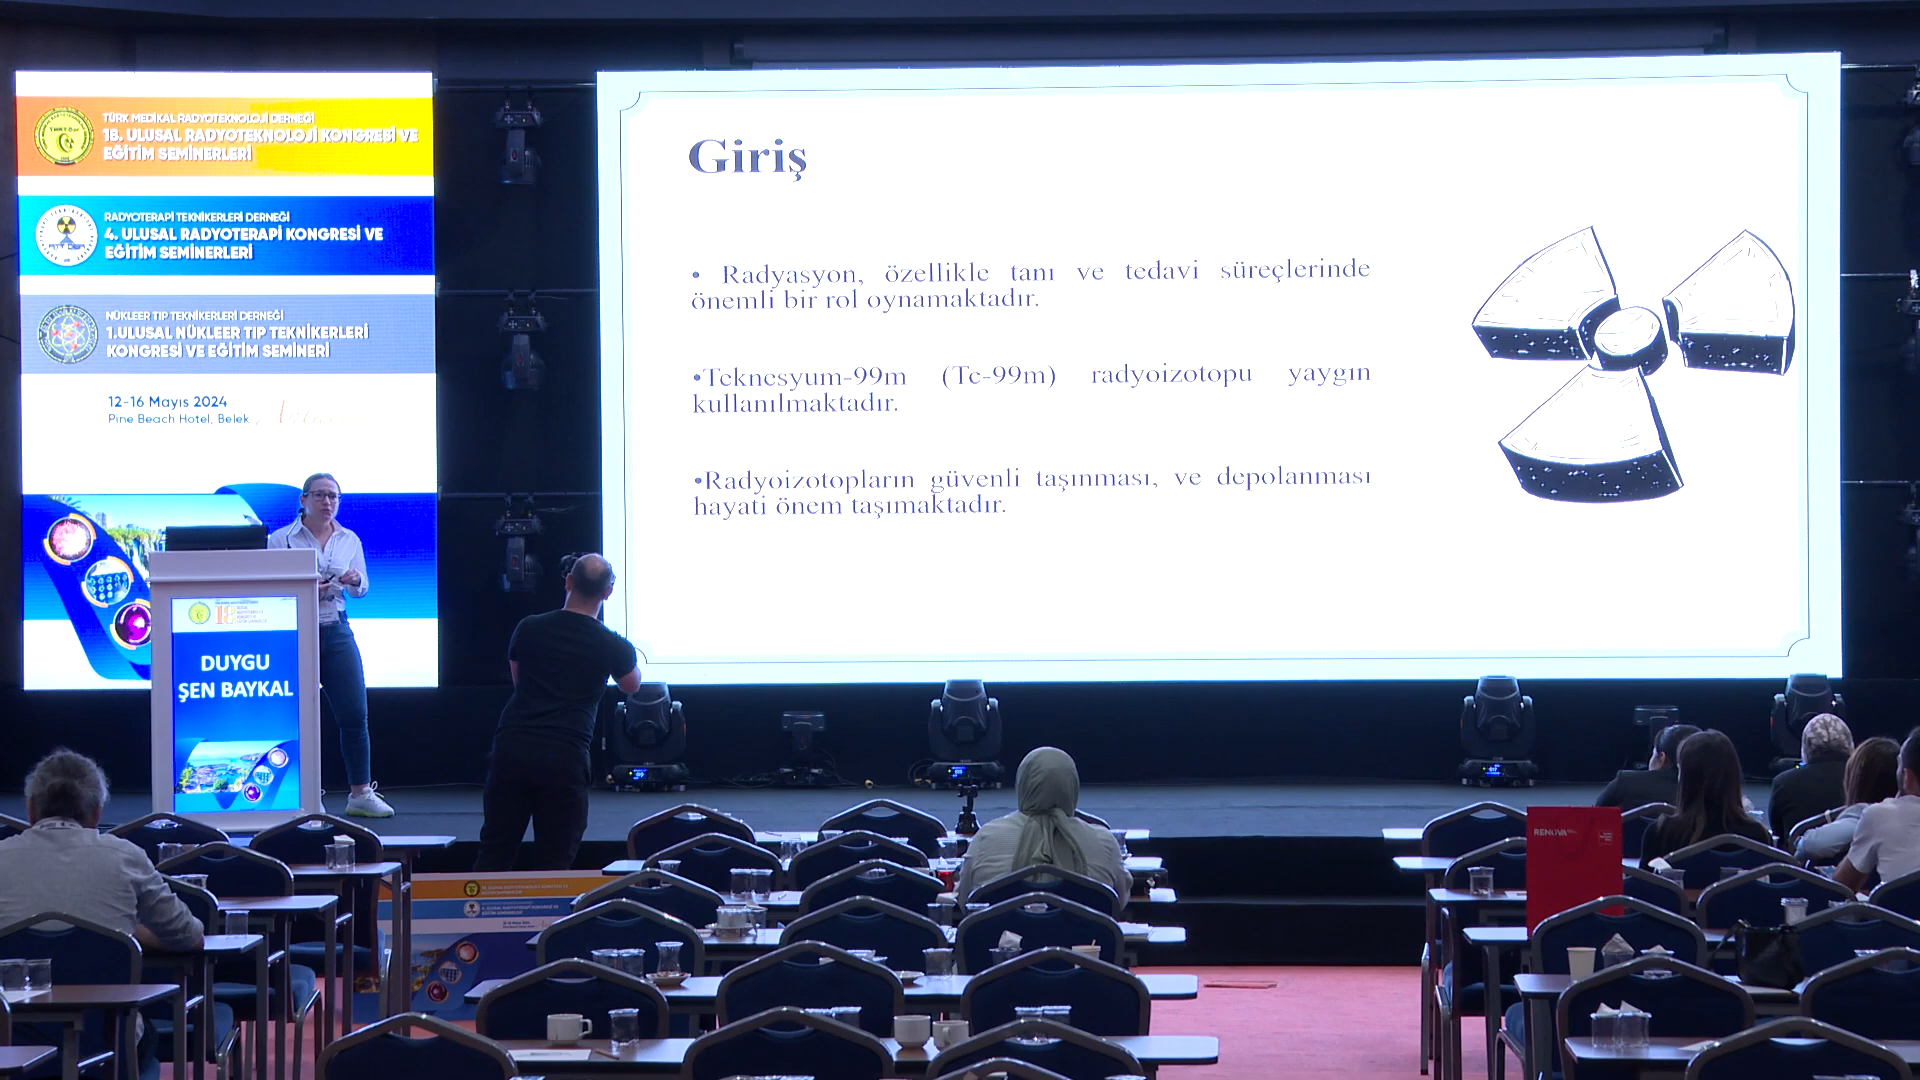 TÜRK MEDİKAL RADYOTEKNOLOJİ DERNEĞİ
18. ULUSAL RADYOTEKNOLOJİ KONGRESİ VE
EĞİTİM SEMİNERLERİ
RADYOTERAPİ TEKNİKERLERİ DERNEĞİ
4. ULUSAL RADYOTERAPİ KONGRESİ VE
EĞİTİM SEMİNERLERİ
NÜKLEER TIP TEKNİKERLERİ DERNEĞİ
1.ULUSAL NÜKLEER TIP TEKNİKERLERİ
KONGRESİ VE EĞİTİM SEMİNERİ
12-16 Mayıs 2024
Pine Beach Hotel, Belek
Giriş
• Radyasyon, özellikle tanı ve tedavi süreçlerinde
önemli bir rol oynamaktadır.
•Teknesyum-99m (Tc-99m) radyoizotopu yaygın
kullanılmaktadır.
•Radyoizotopların güvenli taşınması, ve depolanması
hayati önem taşımaktadır.
18
DUYGU
ŞEN BAYKAL
RENOVA